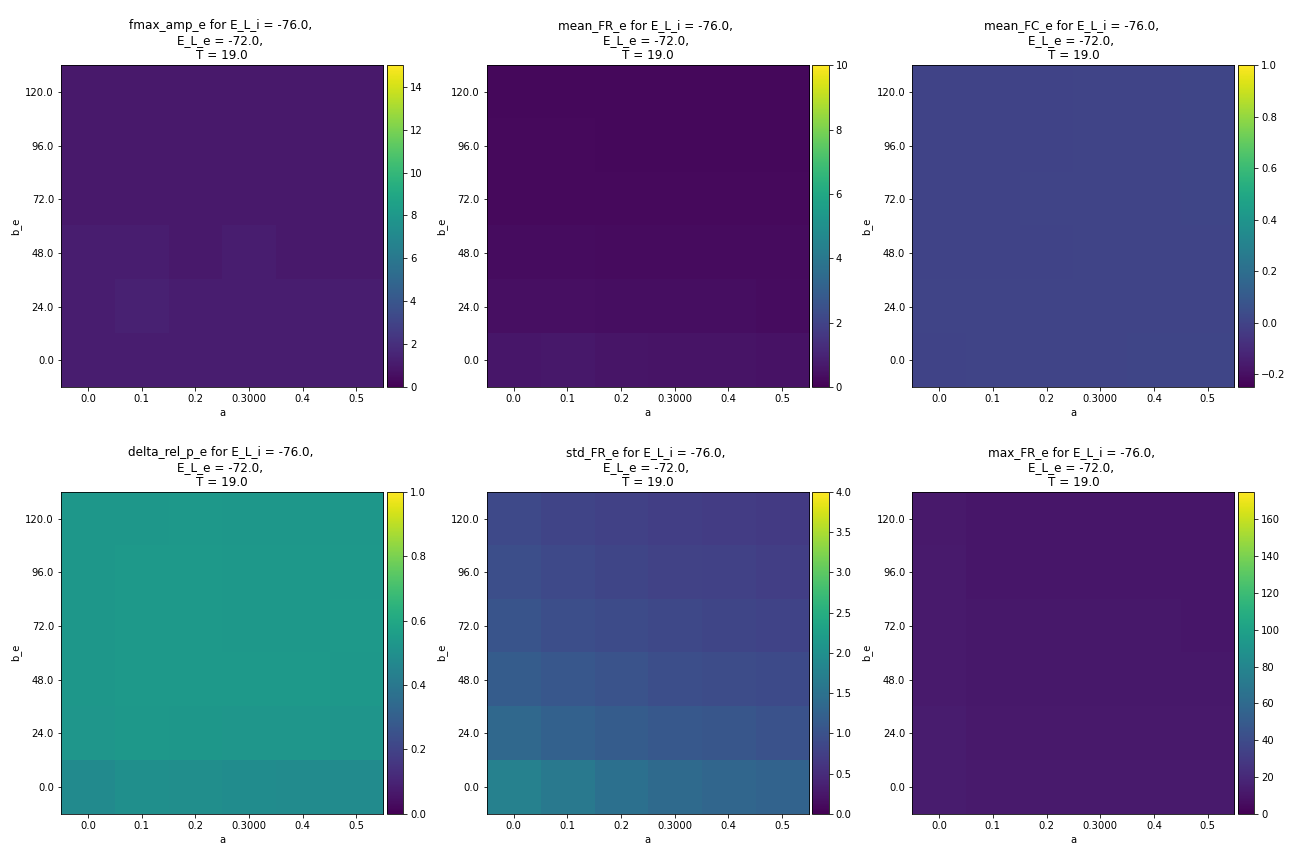 fmax_amp_e for E_L_i = -76.0,
E_L_e = -72.0,
T = 19.0
120.0
96.0
72.0
48.0
24.0
0.0
b_e
0.0 0.1 0.2 0.3000 0.4 0.5
a
14
12
10
8
6
4
2
0
mean_FR_e for E_L_i = -76.0,
E_L_e = -72.0,
T = 19.0
120.0
96.0
72.0
48.0
24.0
0.0
b_e
0.0 0.1 0.2 0.3000 0.4 0.5
a
10
8
6
4
2
0
mean_FC_e for E_L_i = -76.0,
E_L_e = -72.0,
T = 19.0
120.0
96.0
72.0
48.0
24.0
0.0
b_e
0.0 0.1 0.2 0.3000 0.4 0.5
a
1.0
0.8
0.6
0.4
0.2
0.0
−0.2
delta_rel_p_e for E_L_i = -76.0,
E_L_e = -72.0,
T = 19.0
120.0
96.0
72.0
48.0
24.0
0.0
b_e
0.0 0.1 0.2 0.3000 0.4 0.5
a
1.0
0.8
0.6
0.4
0.2
0.0
std_FR_e for E_L_i = -76.0,
E_L_e = -72.0,
T = 19.0
120.0
96.0
72.0
48.0
24.0
0.0
b_e
0.0 0.1 0.2 0.3000 0.4 0.5
a
4.0
3.5
3.0
2.5
2.0
1.5
1.0
0.5
0.0
max_FR_e for E_L_i = -76.0,
E_L_e = -72.0,
T = 19.0
120.0
96.0
72.0
48.0
24.0
0.0
b_e
0.0 0.1 0.2 0.3000 0.4 0.5
a
160
140
120
100
80
60
40
20
0